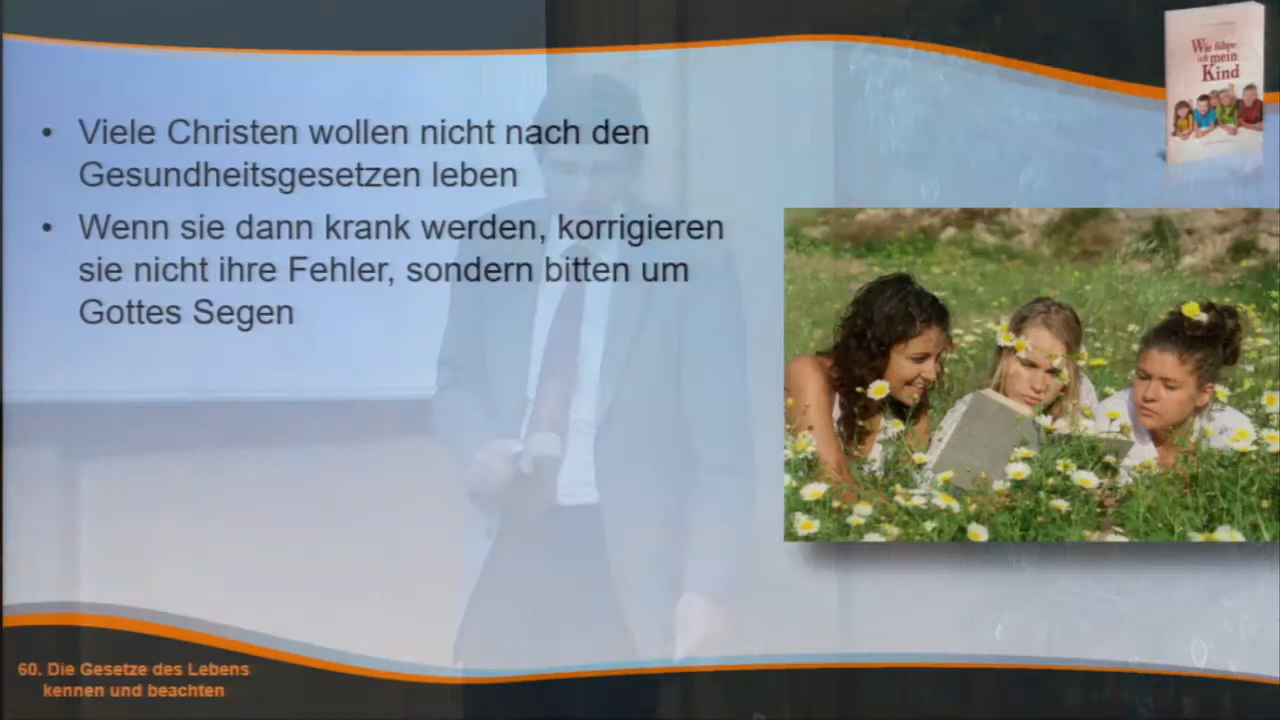 Wie führe
ich mein
Kind
• Viele Christen wollen nicht nach den
Gesundheitsgesetzen leben
• Wenn sie dann krank werden, korrigieren
sie nicht ihre Fehler, sondern bitten um
Gottes Segen
60. Die Gesetze des Lebens
kennen und beachten